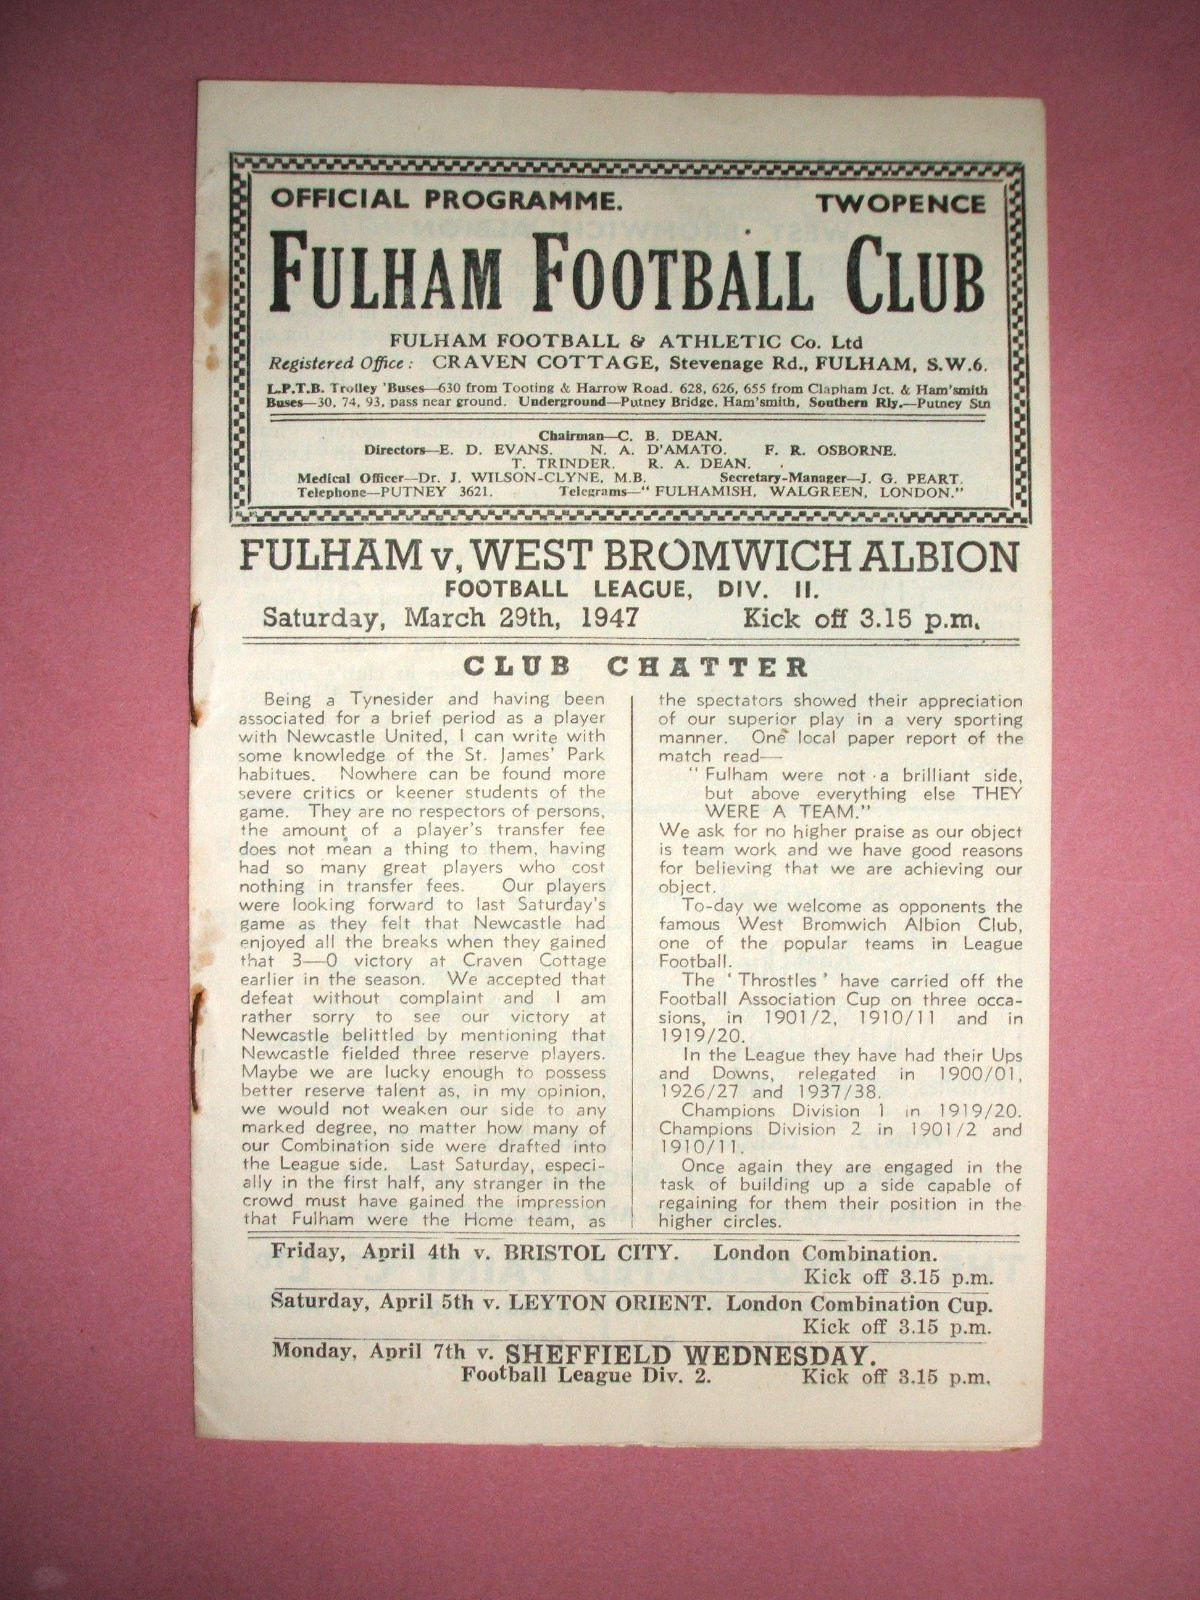 OFFICIAL PROGRAMME. TWOPENCE
FULHAM FOOTBALL CLUB
FULHAM FOOTBALL & ATHLETIC Co. Ltd
Registered Office: CRAVEN COTTAGE, Stevenage Rd., FULHAM, S.W.6.
L.P.T.B. Trolley 'Buses—630 from Tooting & Harrow Road. 628, 626, 655 from Clapham Jct. & Ham'smith
Buses—30, 74, 93, pass near ground. Underground—Putney Bridge, Ham'smith, Southern Rly.—Putney Stn
Chairman—C. B. DEAN.
Directors—E. D. EVANS. N. A. D'AMATO. F. R. OSBORNE.
T. TRINDER. R. A. DEAN.
Medical Officer—Dr. J. WILSON-CLYNE, M.B. Secretary-Manager—J. G. PEART.
Telephone—PUTNEY 3621. Telegrams—"FULHAMISH, WALGREEN, LONDON."
FULHAM v. WEST BROMWICH ALBION
FOOTBALL LEAGUE, DIV. II.
Saturday, March 29th, 1947 Kick off 3.15 p.m.
CLUB CHATTER
Being a Tynesider and having been
associated for a brief period as a player
with Newcastle United, I can write with
some knowledge of the St. James' Park
habitues. Nowhere can be found more
severe critics or keener students of the
game. They are no respectors of persons,
the amount of a player's transfer fee
does not mean a thing to them, having
had so many great players who cost
nothing in transfer fees. Our players
were looking forward to last Saturday's
game as they felt that Newcastle had
enjoyed all the breaks when they gained
that 3—0 victory at Craven Cottage
earlier in the season. We accepted that
defeat without complaint and I am
rather sorry to see our victory at
Newcastle belittled by mentioning that
Newcastle fielded three reserve players.
Maybe we are lucky enough to possess
better reserve talent as, in my opinion,
we would not weaken our side to any
marked degree, no matter how many of
our Combination side were drafted into
the League side. Last Saturday, especi-
ally in the first half, any stranger in the
crowd must have gained the impression
that Fulham were the Home team, as
the spectators showed their appreciation
of our superior play in a very sporting
manner. One local paper report of the
match read—
"Fulham were not a brilliant side,
but above everything else THEY
WERE A TEAM."
We ask for no higher praise as our object
is team work and we have good reasons
for believing that we are achieving our
object.
To-day we welcome as opponents the
famous West Bromwich Albion Club,
one of the popular teams in League
Football.
The 'Throstles' have carried off the
Football Association Cup on three occa-
sions, in 1901/2, 1910/11 and in
1919/20.
In the League they have had their Ups
and Downs, relegated in 1900/01,
1926/27 and 1937/38.
Champions Division 1 in 1919/20.
Champions Division 2 in 1901/2 and
1910/11.
Once again they are engaged in the
task of building up a side capable of
regaining for them their position in the
higher circles.
Friday, April 4th v. BRISTOL CITY. London Combination.
Kick off 3.15 p.m.
Saturday, April 5th v. LEYTON ORIENT. London Combination Cup.
Kick off 3.15 p.m.
Monday, April 7th v. SHEFFIELD WEDNESDAY.
Football League Div. 2. Kick off 3.15 p.m.